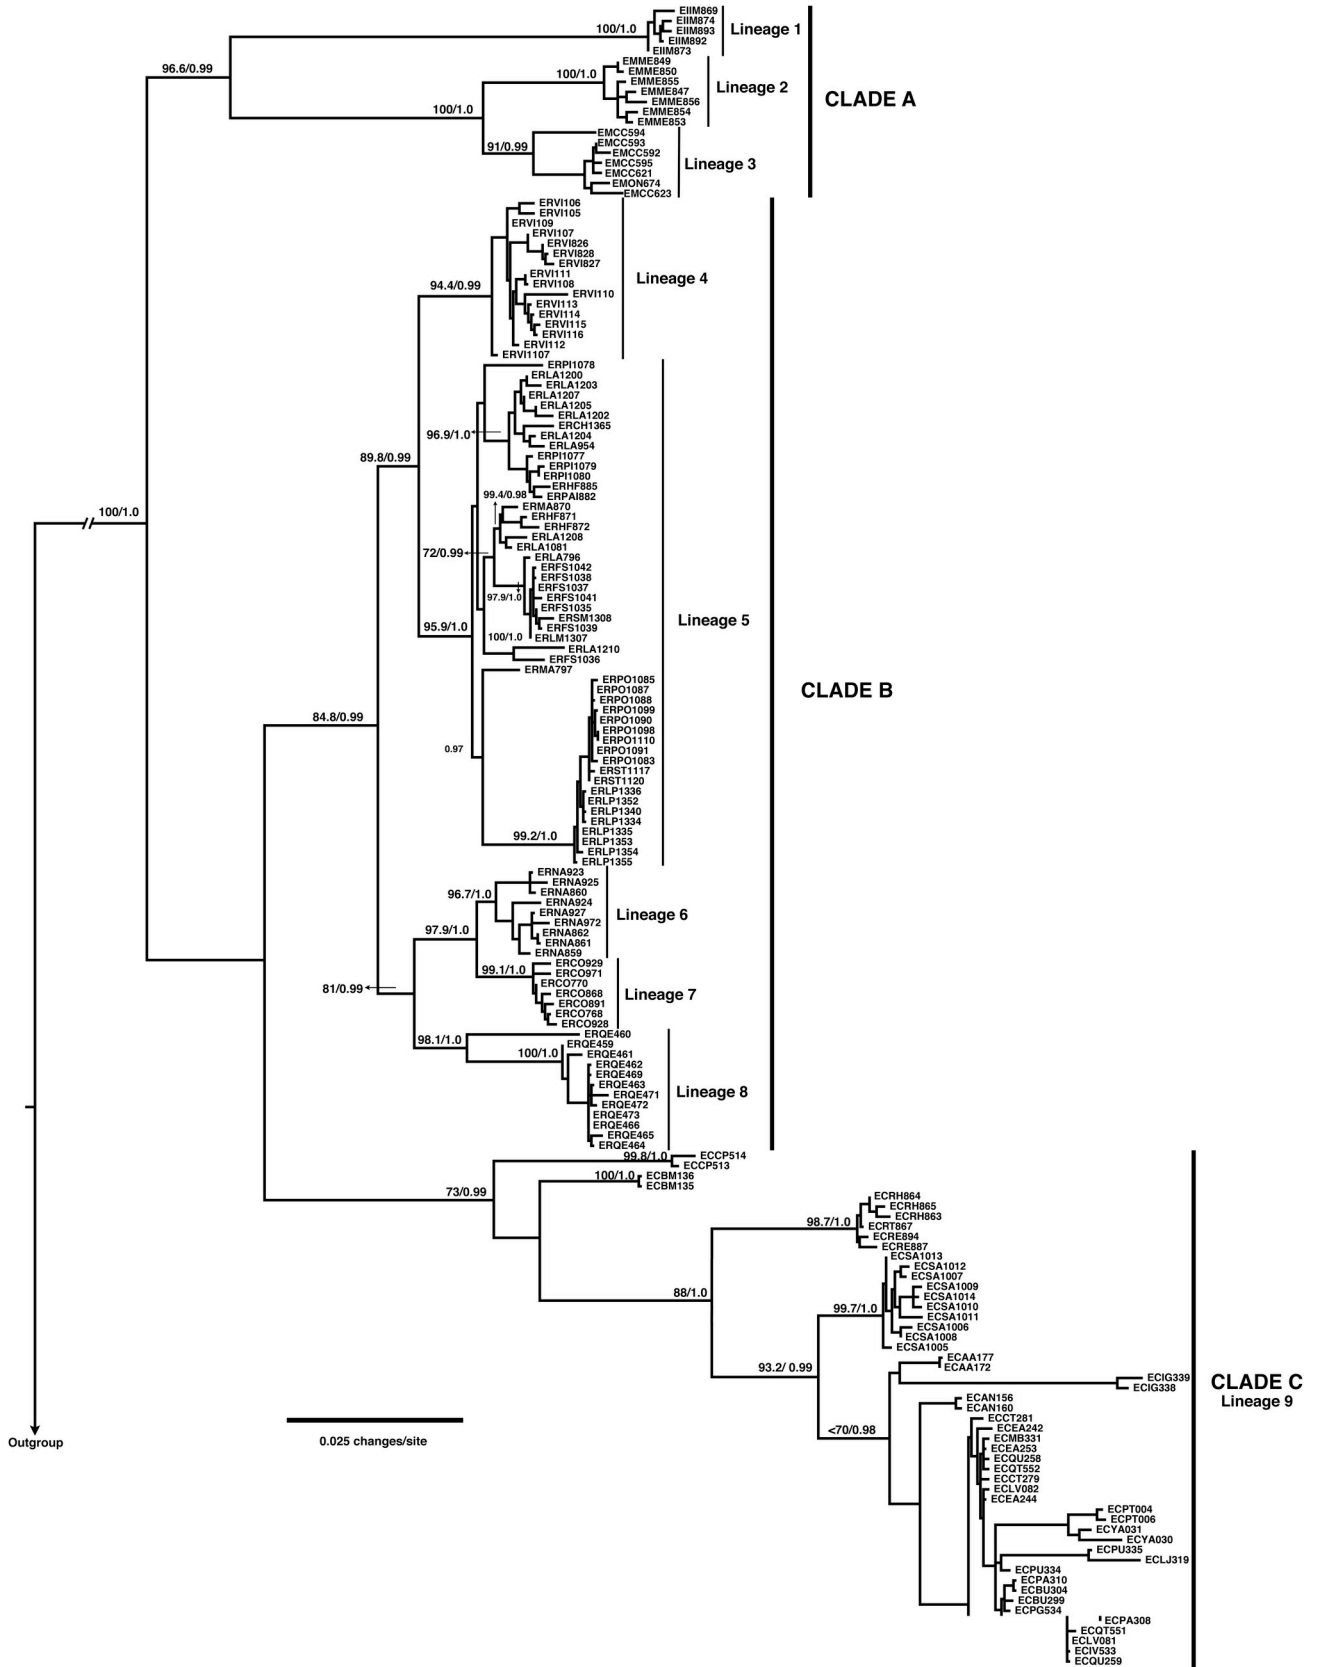 EIIM869
EIIM874
EIIM893
EIIM892
EIIM873
100/1.0
Lineage 1
96.6/0.99
EMME849
EMME850
EMME855
EMME847
EMME856
EMME854
EMME853
100/1.0
Lineage 2
CLADE A
100/1.0
EMCC594
EMCC593
EMCC592
EMCC595
EMCC621
EMON674
EMCC623
91/0.99
Lineage 3
ERVI106
ERVI105
ERVI109
ERVI107
ERVI826
ERVI828
ERVI827
ERVI111
ERVI108
ERVI110
ERVI113
ERVI114
ERVI115
ERVI116
ERVI112
ERVI1107
94.4/0.99
Lineage 4
ERPI1078
ERLA1200
ERLA1203
ERLA1207
ERLA1205
ERLA1202
ERCH1365
ERLA1204
ERLA954
ERPI1077
ERPI1079
ERPI1080
ERHF885
ERPAI882
96.9/1.0
89.8/0.99
99.4/0.98
ERMA870
ERHF871
ERHF872
ERLA1208
ERLA1081
72/0.99
100/1.0
ERLA796
ERFS1042
ERFS1038
ERFS1037
ERFS1041
ERFS1035
ERSM1308
ERFS1039
ERLM1307
97.9/1.0
95.9/1.0
100/1.0
ERLA1210
ERFS1036
Lineage 5
ERMA797
ERPO1085
ERPO1087
ERPO1088
ERPO1099
ERPO1090
ERPO1098
ERPO1110
ERPO1091
ERPO1083
ERST1117
ERST1120
ERLP1336
ERLP1352
ERLP1340
ERLP1334
ERLP1335
ERLP1353
ERLP1354
ERLP1355
CLADE B
84.8/0.99
0.97
99.2/1.0
ERNA923
ERNA925
ERNA860
ERNA924
ERNA927
ERNA972
ERNA862
ERNA861
ERNA859
96.7/1.0
Lineage 6
97.9/1.0
ERCO929
ERCO971
ERCO770
ERCO868
ERCO891
ERCO768
ERCO928
99.1/1.0
Lineage 7
81/0.99
ERQE460
ERQE459
ERQE461
ERQE462
ERQE469
ERQE463
ERQE471
ERQE472
ERQE473
ERQE466
ERQE465
ERQE464
98.1/1.0
100/1.0
Lineage 8
99.8/1.0
ECCP514
ECCP513
100/1.0
ECBM136
ECBM135
73/0.99
ECRH864
ECRH865
ECRH863
ECRT867
ECRE894
ECRE887
98.7/1.0
88/1.0
ECSA1013
ECSA1012
ECSA1007
ECSA1009
ECSA1014
ECSA1010
ECSA1011
ECSA1006
ECSA1008
ECSA1005
99.7/1.0
93.2/ 0.99
ECAA177
ECAA172
ECIG339
ECIG338
CLADE C
Lineage 9
<70/0.98
ECAN156
ECAN160
ECCT281
ECEA242
ECMB331
ECEA253
ECQU258
ECQT552
ECCT279
ECLV082
ECEA244
ECPT004
ECPT006
ECYA031
ECYA030
ECPU335
ECLJ319
ECPU334
ECPA310
ECBU304
ECBU299
ECPG534
ECPA308
ECQT551
ECLV081
ECIV533
ECQU259
Outgroup
0.025 changes/site